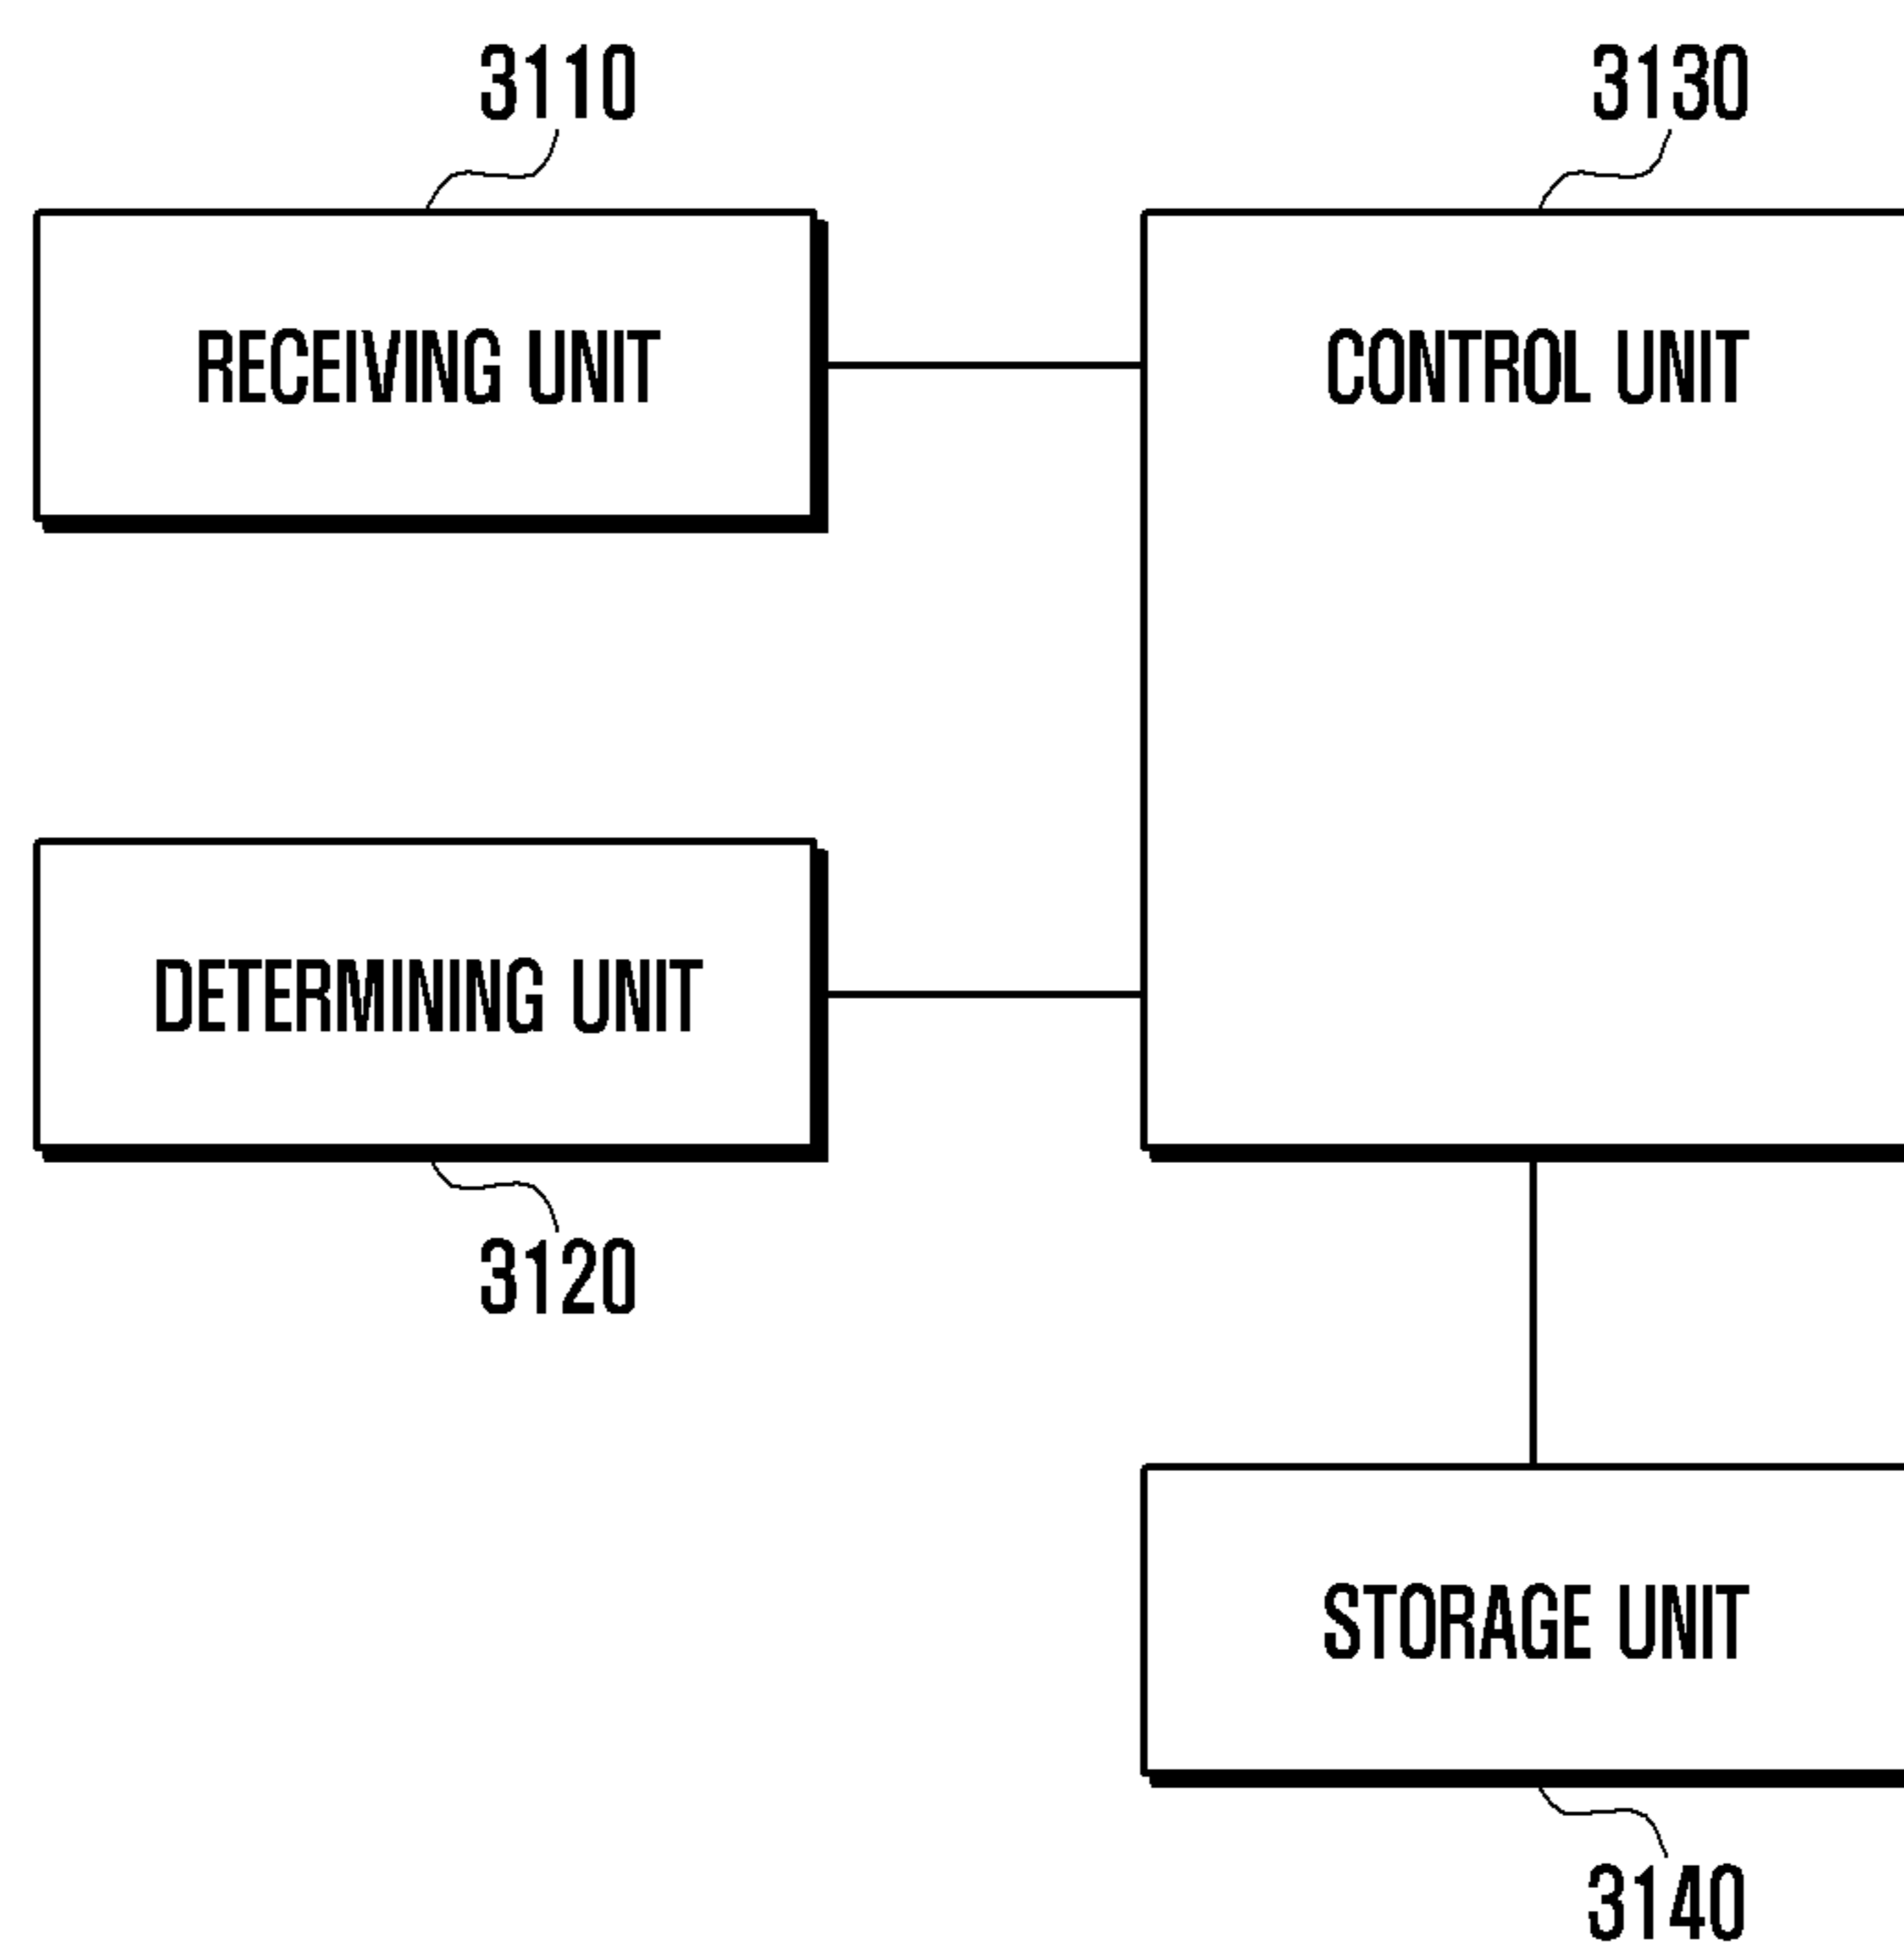 3110
3130
RECEIVING UNIT
CONTROL UNIT
DETERMINING UNIT
3120
STORAGE UNIT
3140